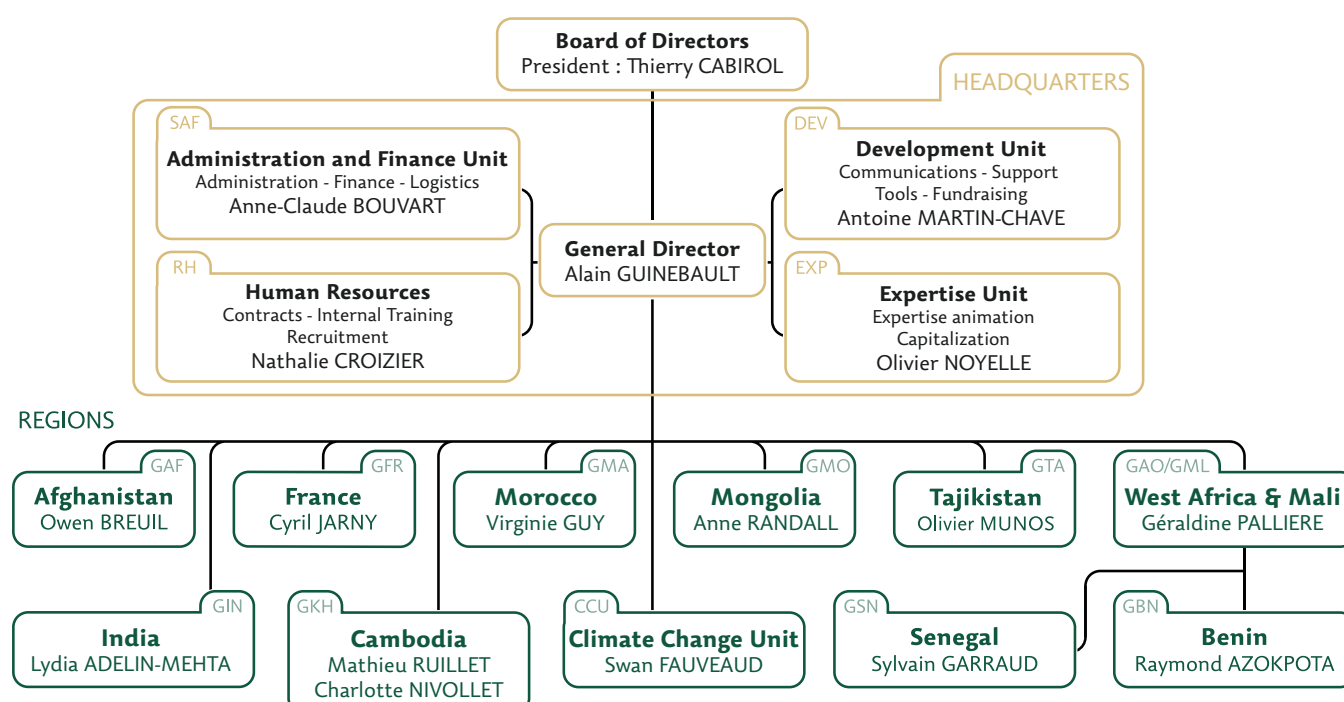 Board of Directors
President : Thierry CABIROL
HEADQUARTERS
SAF
Administration and Finance Unit
Administration - Finance - Logistics
Anne-Claude BOUVART
DEV
Development Unit
Communications - Support
Tools - Fundraising
Antoine MARTIN-CHAVE
General Director
Alain GUINEBAULT
RH
Human Resources
Contracts - Internal Training
Recruitment
Nathalie CROIZIER
EXP
Expertise Unit
Expertise animation
Capitalization
Olivier NOYELLE
REGIONS
GAF
Afghanistan
Owen BREUIL
GFR
France
Cyril JARNY
GMA
Morocco
Virginie GUY
GMO
Mongolia
Anne RANDALL
GTA
Tajikistan
Olivier MUNOS
GAO/GML
West Africa & Mali
Géraldine PALLIERE
GIN
India
Lydia ADELIN-MEHTA
GKH
Cambodia
Mathieu RUILLET
Charlotte NIVOLLET
CCU
Climate Change Unit
Swan FAUVEAUD
GSN
Senegal
Sylvain GARRAUD
GBN
Benin
Raymond AZOKPOTA